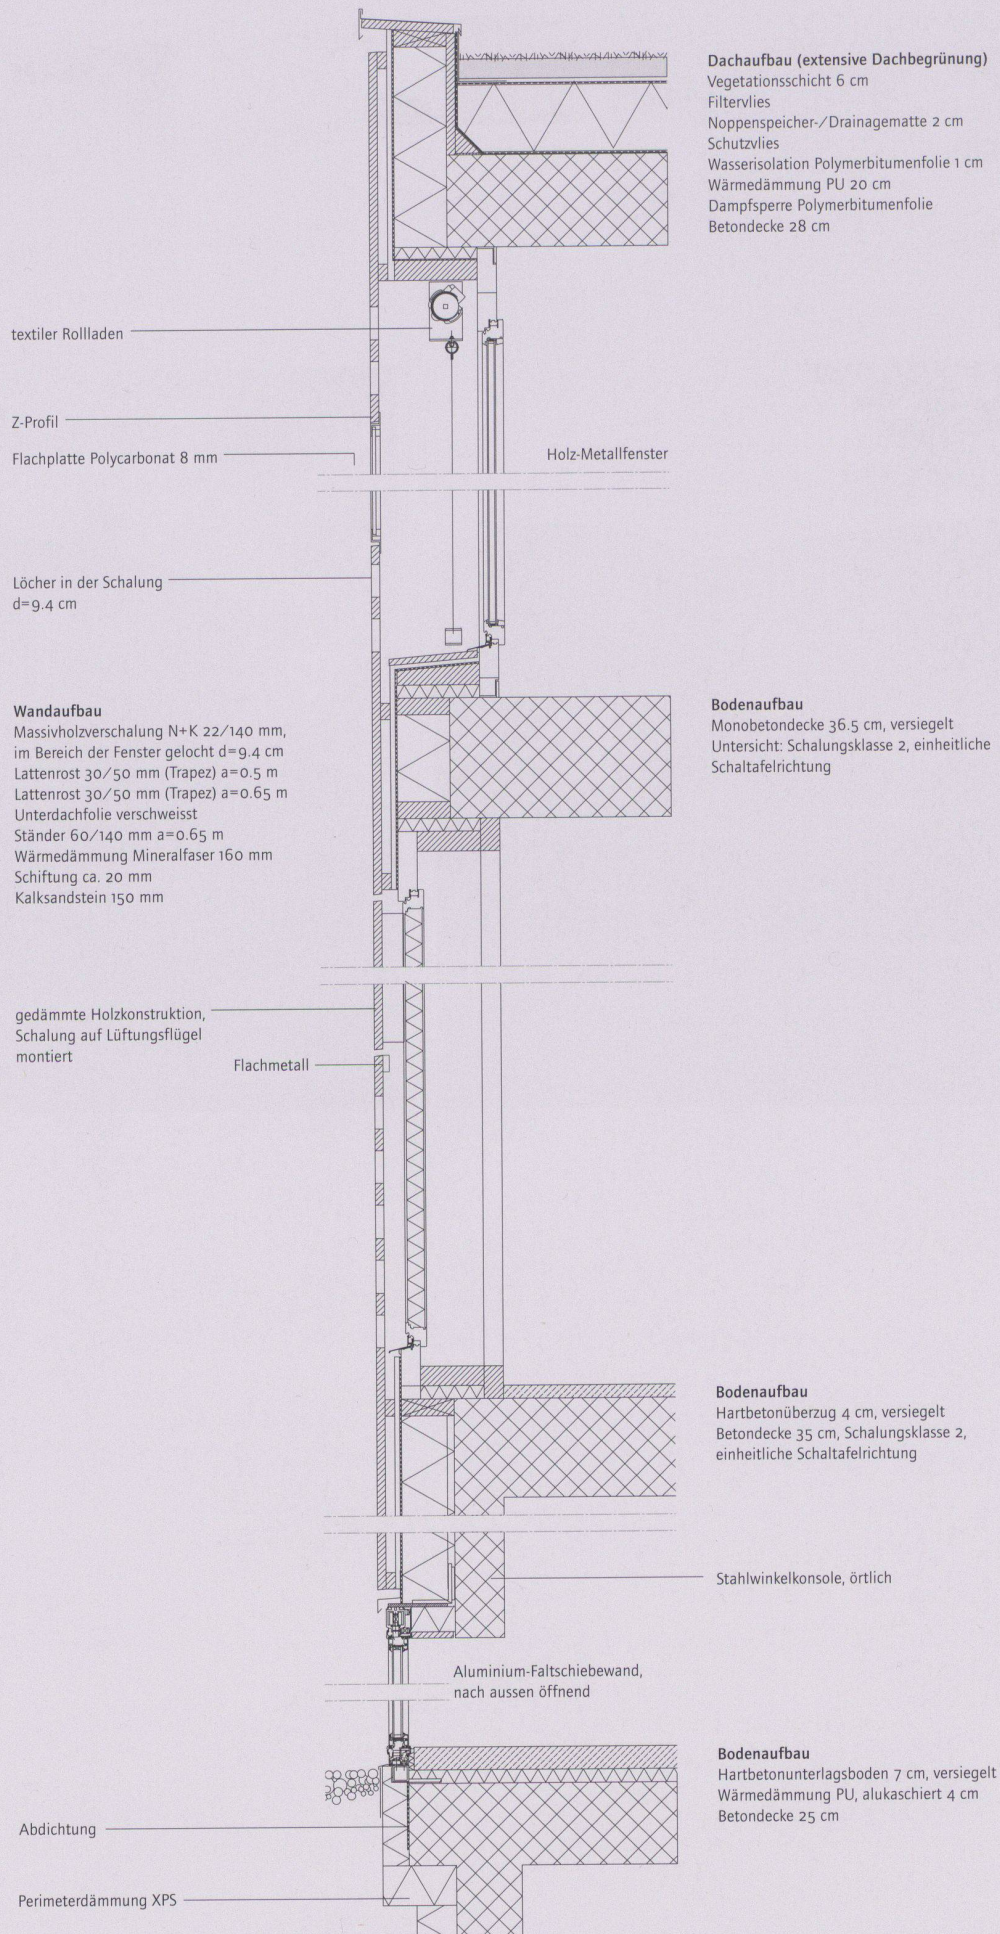 Dachaufbau (extensive Dachbegrünung)
Vegetationsschicht 6 cm
Filtervlies
Noppenspeicher-/Drainagematte 2 cm
Schutzvlies
Wasserisolation Polymerbitumenfolie 1 cm
Wärmedämmung PU 20 cm
Dampfsperre Polymerbitumenfolie
Betondecke 28 cm
textiler Rollladen
Z-Profil
Flachplatte Polycarbonat 8 mm
Holz-Metallfenster
Löcher in der Schalung
d=9.4 cm
Wandaufbau
Massivholzverschalung N+K 22/140 mm,
im Bereich der Fenster gelocht d=9.4 cm
Lattenrost 30/50 mm (Trapez) a=0.5 m
Lattenrost 30/50 mm (Trapez) a=0.65 m
Unterdachfolie verschweisst
Ständer 60/140 mm a=0.65 m
Wärmedämmung Mineralfaser 160 mm
Schiftung ca. 20 mm
Kalksandstein 150 mm
Bodenaufbau
Monobetondecke 36.5 cm, versiegelt
Untersicht: Schalungsklasse 2, einheitliche
Schaltafelrichtung
gedämmte Holzkonstruktion,
Schalung auf Lüftungsflügel
montiert
Flachmetall
Bodenaufbau
Hartbetonüberzug 4 cm, versiegelt
Betondecke 35 cm, Schalungsklasse 2,
einheitliche Schaltafelrichtung
Stahlwinkelkonsole, örtlich
Aluminium-Faltschiebewand,
nach aussen öffnend
Bodenaufbau
Hartbetonunterlagsboden 7 cm, versiegelt
Wärmedämmung PU, alukaschiert 4 cm
Betondecke 25 cm
Abdichtung
Perimeterdämmung XPS